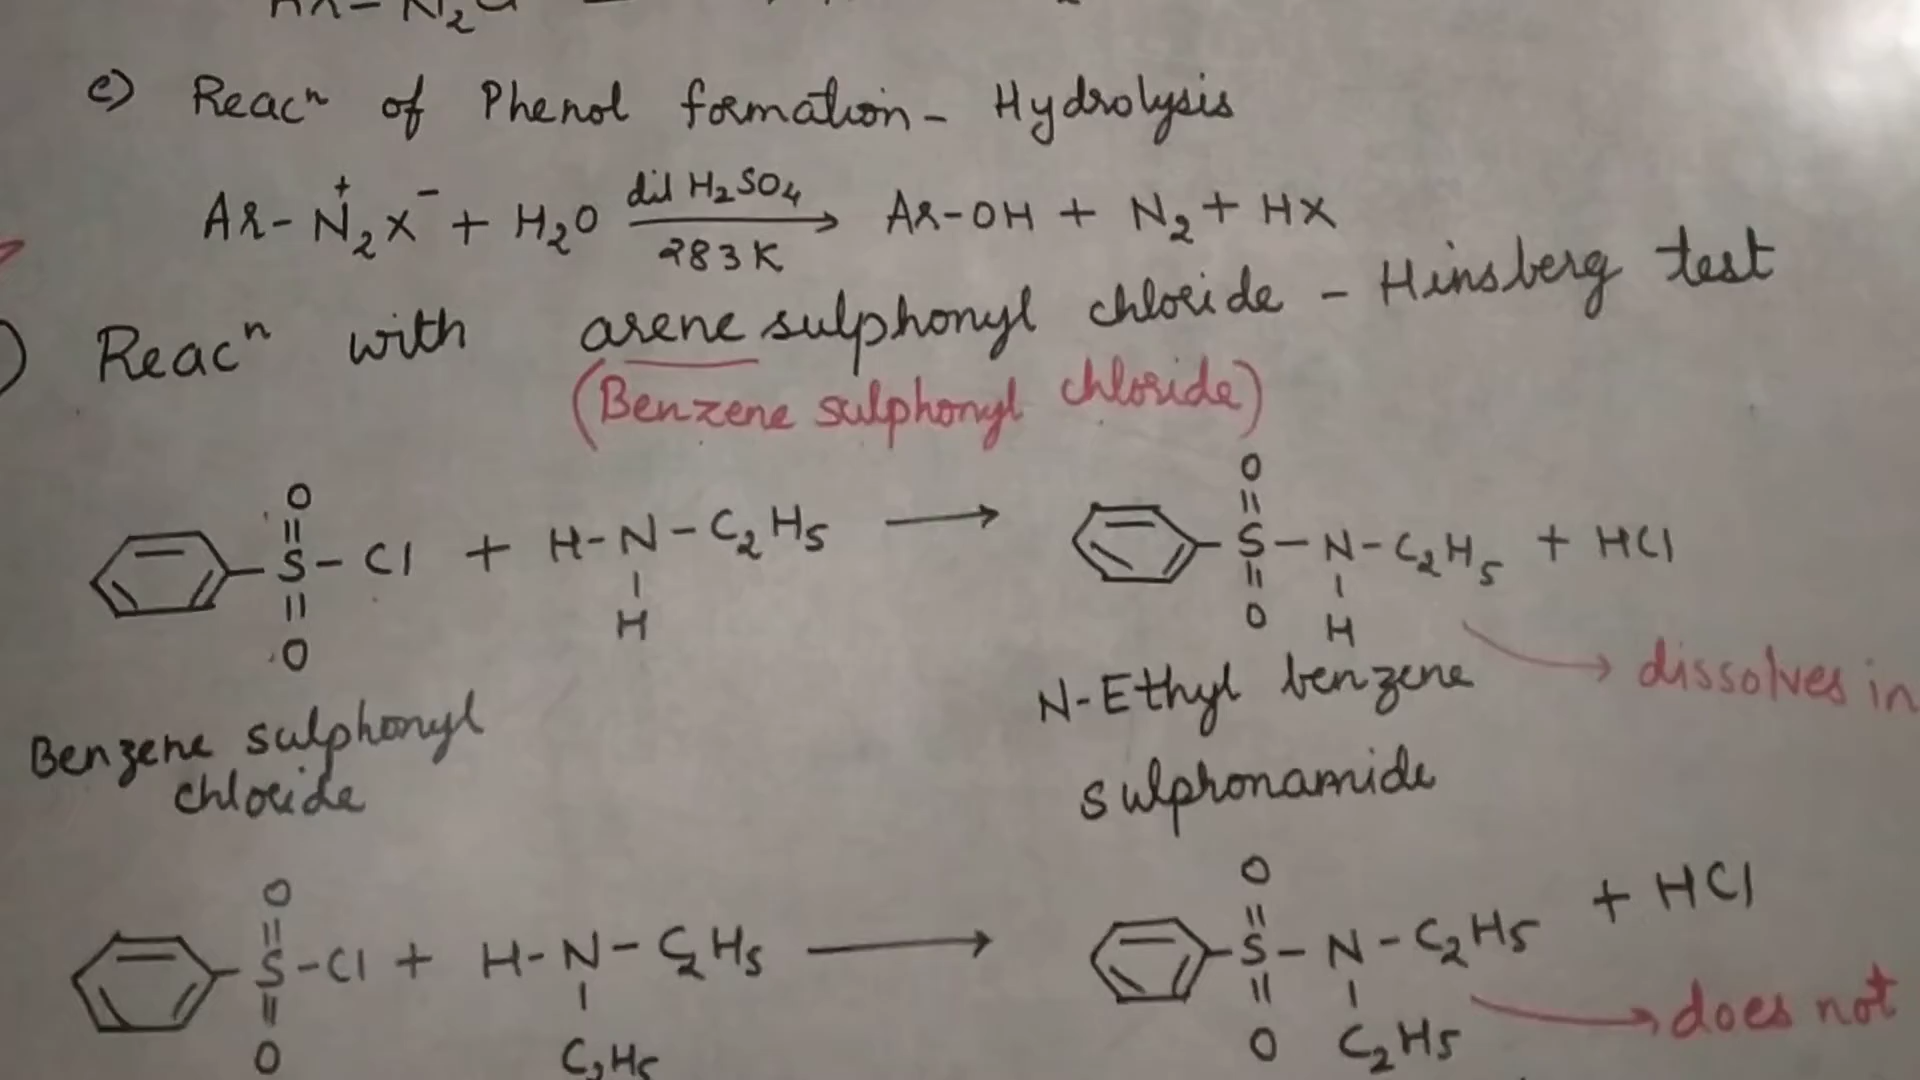 c) Reacⁿ of Phenol formation - Hydrolysis
Ar-N₂⁺X⁻ + H₂O dil H₂SO₄ → 283 K Ar-OH + N₂ + HX
Reacⁿ with arene sulphonyl chloride - Hinsberg test
(Benzene sulphonyl chloride)
O
S-Cl + H-N-C₂H₅ → S-N-C₂H₅ + HCl
O H O H
dissolves in
Benzene sulphonyl
chloride
N-Ethyl benzene
sulphonamide
O O
S-Cl + H-N-C₂H₅ → S-N-C₂H₅ + HCl
does not
O C₂H₅ O C₂H₅